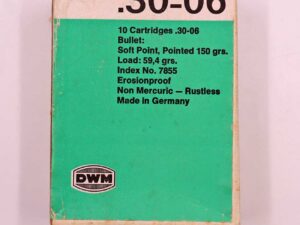 .30-06
10 Cartridges .30-06
Bullet:
Soft Point, Pointed 150 grs.
Load: 59,4 grs.
Index No. 7855
Erosionproof
Non Mercuric — Rustless
Made in Germany
DWM